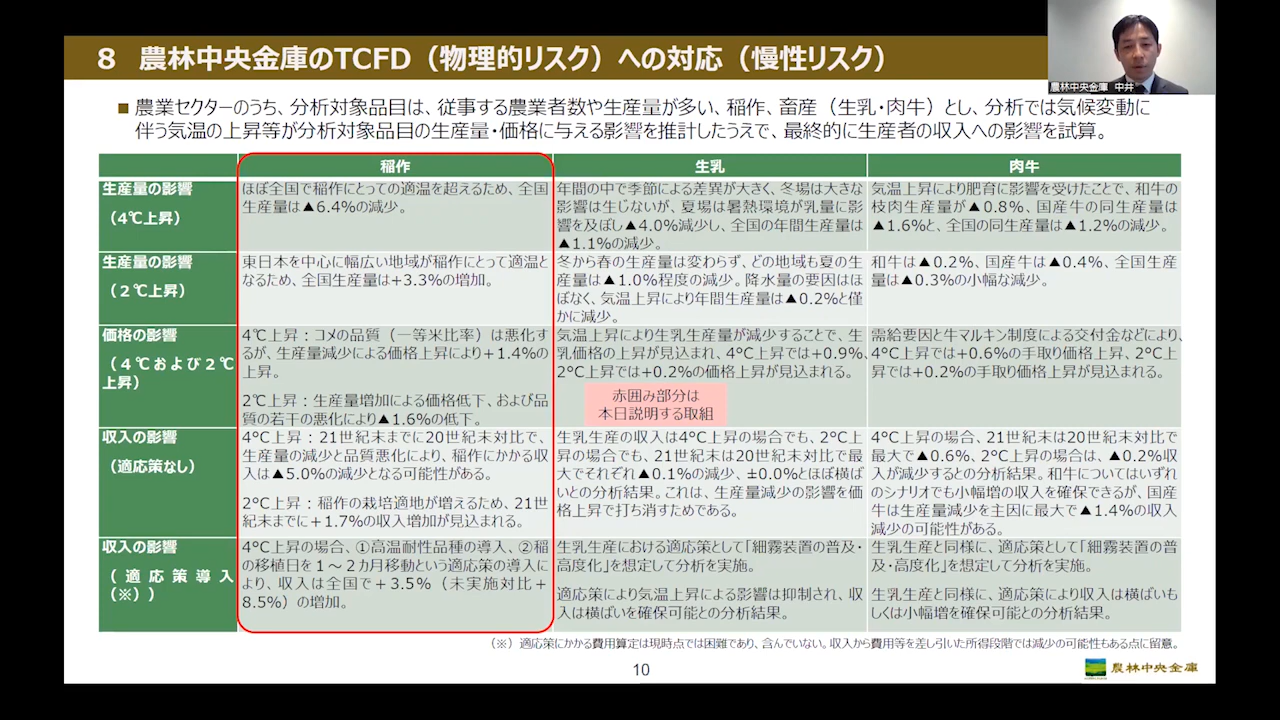 8 農林中央金庫のTCFD（物理的リスク）への対応（慢性リスク）
農林中央金庫 中井
■ 農業セクターのうち、分析対象品目は、従事する農業者数や生産量が多い、稲作、畜産（生乳・肉牛）とし、分析では気候変動に
伴う気温の上昇等が分析対象品目の生産量・価格に与える影響を推計したうえで、最終的に生産者の収入への影響を試算。
稲作
生乳
肉牛
生産量の影響
（4℃上昇）
ほぼ全国で稲作にとっての適温を超えるため、全国
生産量は▲6.4%の減少。
年間の中で季節による差異が大きく、冬場は大きな
影響は生じないが、夏場は暑熱環境が乳量に影
響を及ぼし▲4.0%減少し、全国の年間生産量は
▲1.1%の減少。
気温上昇により肥育に影響を受けたことで、和牛の
枝肉生産量が▲0.8%、国産牛の同生産量は
▲1.6%と、全国の同生産量は▲1.2%の減少。
生産量の影響
（2℃上昇）
東日本を中心に幅広い地域が稲作にとって適温と
なるため、全国生産量は+3.3%の増加。
冬から春の生産量は変わらず、どの地域も夏の生
産量は▲1.0%程度の減少。降水量の要因はほ
ぼなく、気温上昇により年間生産量は▲0.2%と僅
かに減少。
和牛は▲0.2%、国産牛は▲0.4%、全国生産
量は▲0.3%の小幅な減少。
価格の影響
（4℃および2℃
上昇）
4℃上昇：コメの品質（一等米比率）は悪化す
るが、生産量減少による価格上昇により+1.4%の
上昇。
2℃上昇：生産量増加による価格低下、および品
質の若干の悪化により▲1.6%の低下。
気温上昇により生乳生産量が減少することで、生
乳価格の上昇が見込まれ、4°C上昇では+0.9%、
2°C上昇では+0.2%の価格上昇が見込まれる。
赤囲み部分は
本日説明する取組
需給要因と牛マルキン制度による交付金などにより、
4°C上昇では+0.6%の手取り価格上昇、2°C上
昇では+0.2%の手取り価格上昇が見込まれる。
収入の影響
（適応策なし）
4°C上昇：21世紀末までに20世紀末対比で、
生産量の減少と品質悪化により、稲作にかかる収
入は▲5.0%の減少となる可能性がある。
2°C上昇：稲作の栽培適地が増えるため、21世
紀末までに+1.7%の収入増加が見込まれる。
生乳生産の収入は4°C上昇の場合でも、2°C上
昇の場合でも、21世紀末は20世紀末対比で最
大でそれぞれ▲0.1%の減少、±0.0%とほぼ横ば
いとの分析結果。これは、生産量減少の影響を価
格上昇で打ち消すためである。
4°C上昇の場合、21世紀末は20世紀末対比で
最大で▲0.6%、2°C上昇の場合は、▲0.2%収
入が減少するとの分析結果。和牛についてはいずれ
のシナリオでも小幅増の収入を確保できるが、国産
牛は生産量減少を主因に最大で▲1.4%の収入
減少の可能性がある。
収入の影響
（適応策導入
（※））
4°C上昇の場合、①高温耐性品種の導入、②稲
の移植日を1～2カ月移動という適応策の導入に
より、収入は全国で+3.5%（未実施対比+
8.5%）の増加。
生乳生産における適応策として「細霧装置の普及・
高度化」を想定して分析を実施。
適応策により気温上昇による影響は抑制され、収
入は横ばいを確保可能との分析結果。
生乳生産と同様に、適応策として「細霧装置の普
及・高度化」を想定して分析を実施。
生乳生産と同様に、適応策により収入は横ばいも
しくは小幅増を確保可能との分析結果。
（※）適応策にかかる費用算定は現時点では困難であり、含んでいない。収入から費用等を差し引いた所得段階では減少の可能性もある点に留意。
10
農林中央金庫